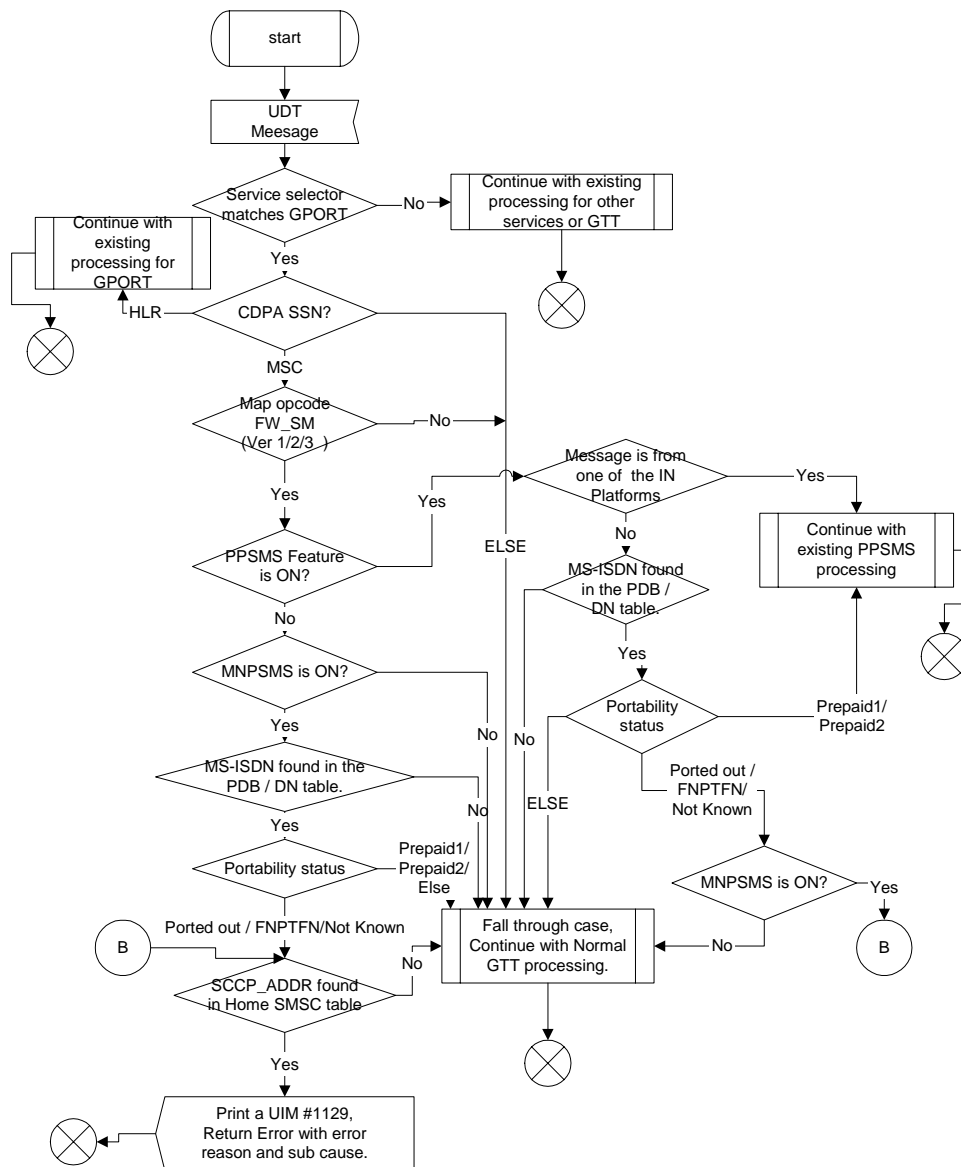 start
UDT
Meesage
Service selector
matches GPORT
No
Continue with existing
processing for other
services or GTT
Continue with
existing
processing for
GPORT
Yes
HLR
CDPA SSN?
MSC
Map opcode
FW_SM
(Ver 1/2/3 )
No
Message is from
one of the IN
Platforms
Yes
Yes
Yes
Continue with
existing PPSMS
processing
No
ELSE
PPSMS Feature
is ON?
MS-ISDN found
in the PDB /
DN table.
No
Yes
MNPSMS is ON?
Portability
status
Prepaid1/
Prepaid2
Yes
No
No
MS-ISDN found in the
PDB / DN table.
Ported out /
FNPTFN/
Not Known
No
ELSE
Yes
Prepaid1/
Prepaid2/
Else
Portability status
MNPSMS is ON?
Yes
Ported out / FNPTFN/Not Known
Fall through case,
Continue with Normal
GTT processing.
No
B
B
No
SCCP_ADDR found
in Home SMSC table
Yes
Print a UIM #1129,
Return Error with error
reason and sub cause.